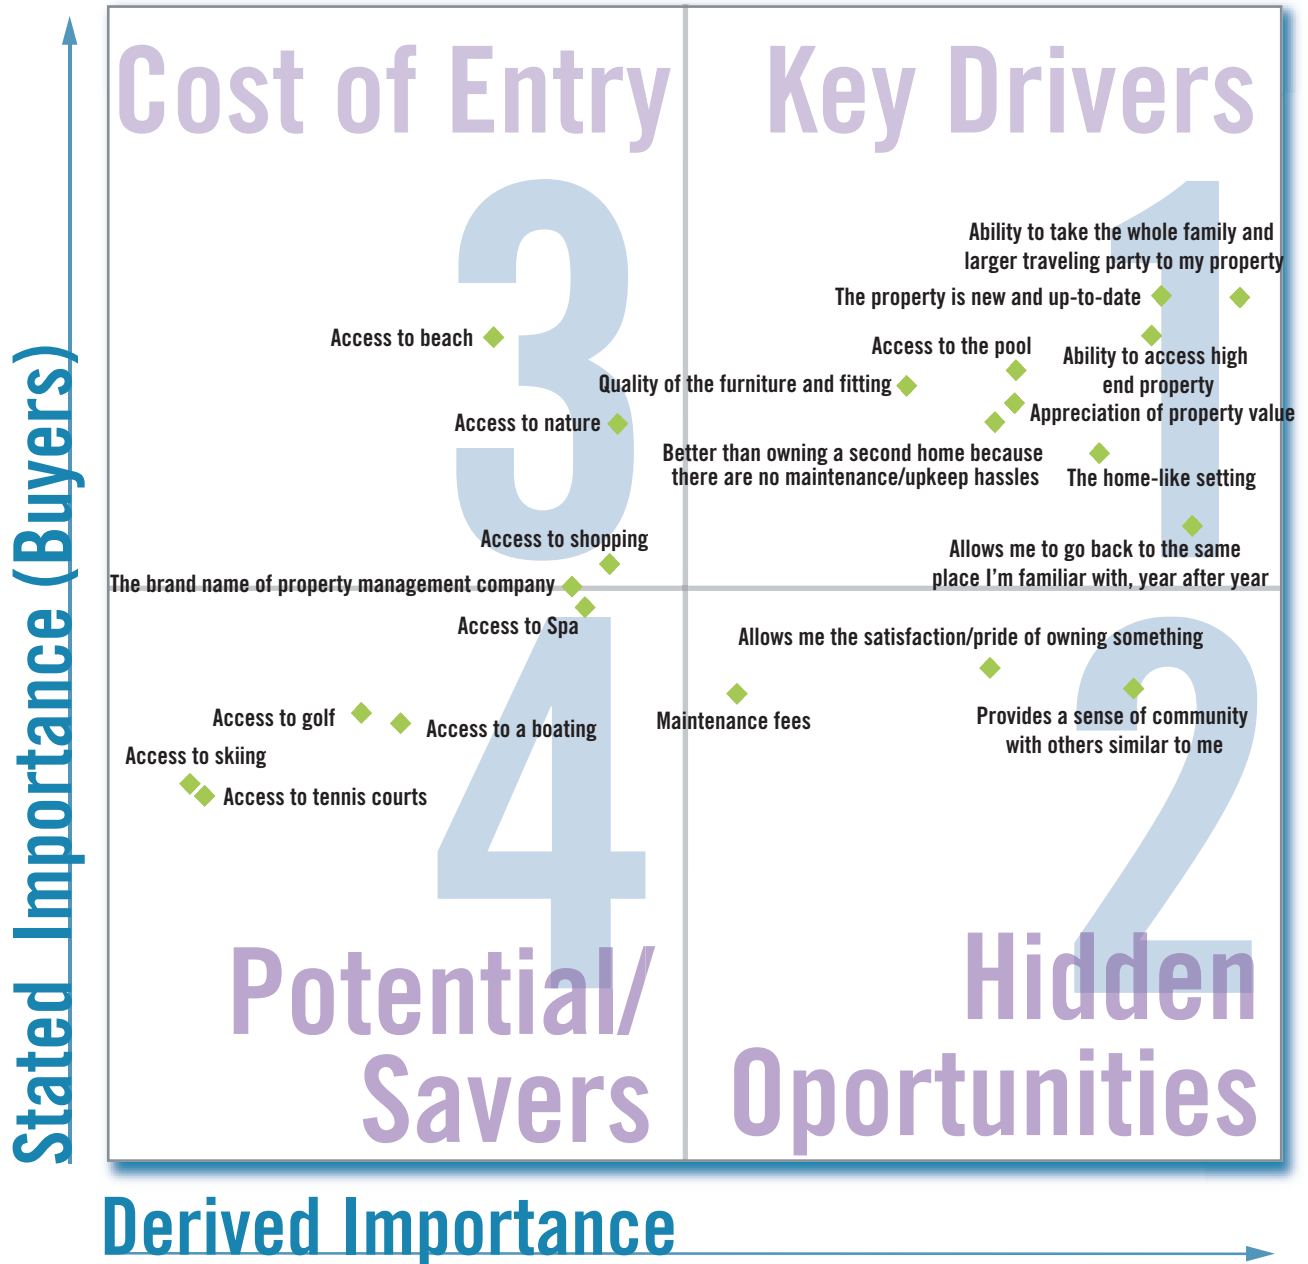 Cost of Entry
Key Drivers
3
1
Ability to take the whole family and
larger traveling party to my property
The property is new and up-to-date
Access to beach
Access to the pool
Ability to access high
end property
Quality of the furniture and fitting
Appreciation of property value
Access to nature
Better than owning a second home because
there are no maintenance/upkeep hassles
The home-like setting
Access to shopping
Allows me to go back to the same
place I'm familiar with, year after year
The brand name of property management company
Access to Spa
4
2
Allows me the satisfaction/pride of owning something
Access to golf
Access to a boating
Maintenance fees
Provides a sense of community
with others similar to me
Access to skiing
Access to tennis courts
Potential/
Savers
Hidden
Oportunities
Stated Importance (Buyers)
Derived Importance